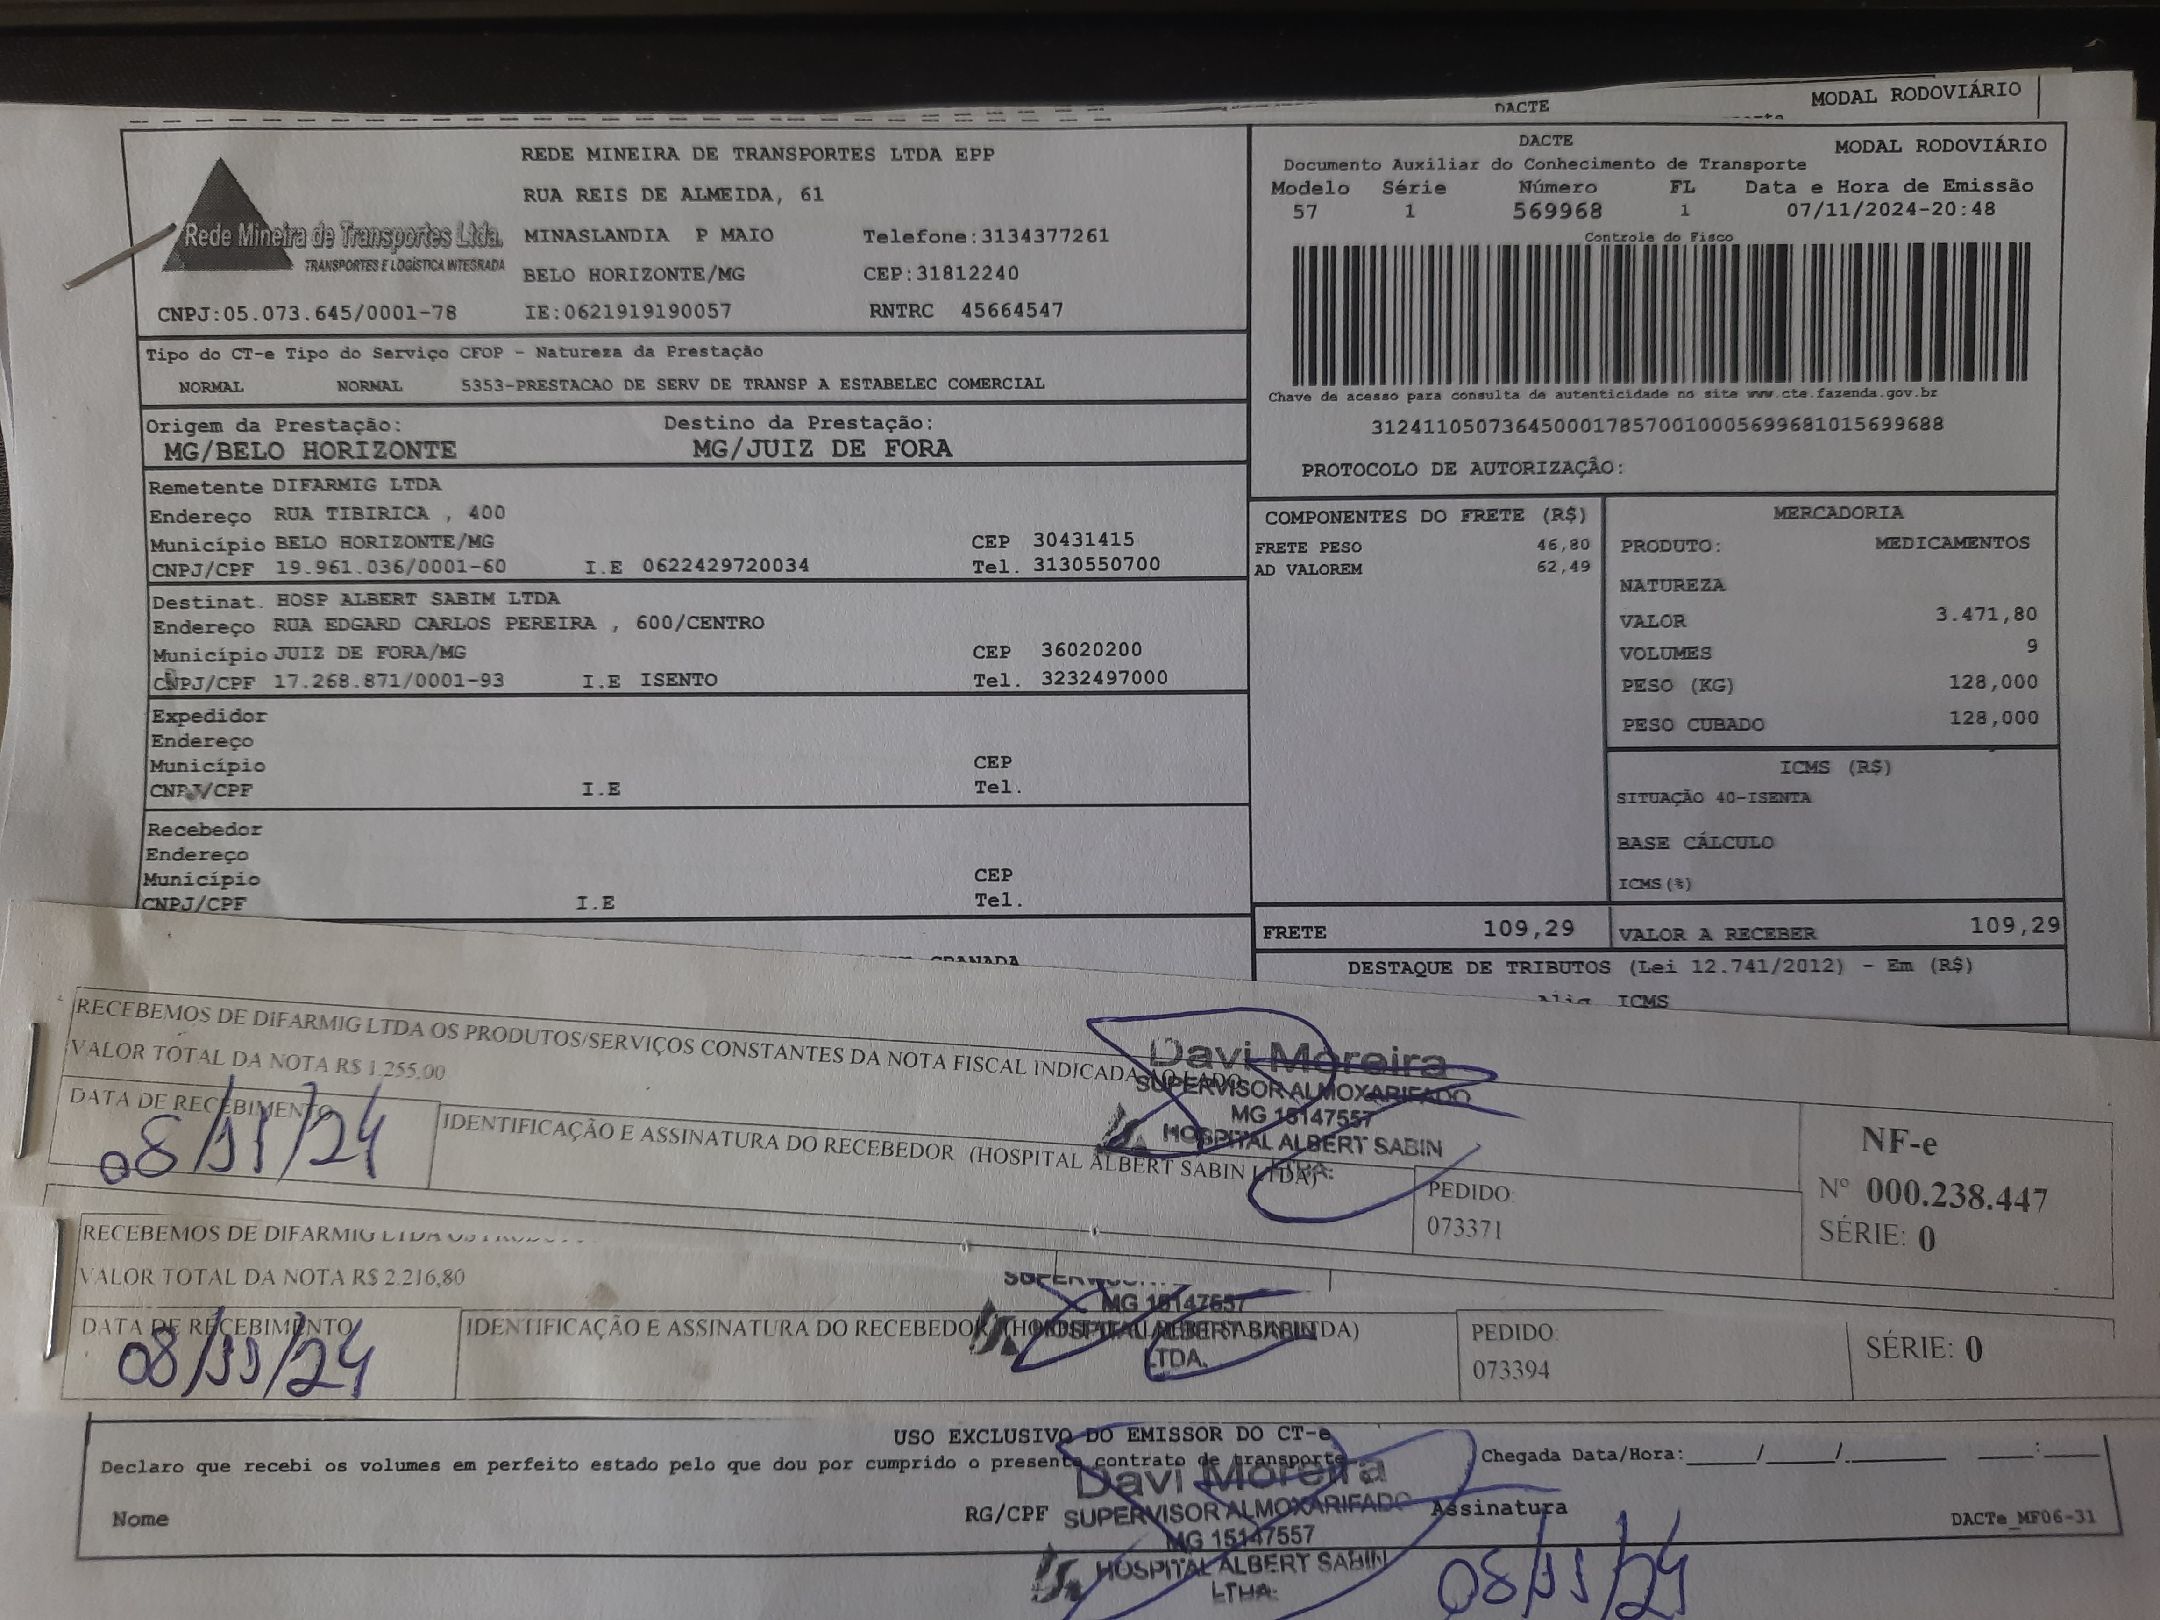 DACTE MODAL RODOVIÁRIO
REDE MINEIRA DE TRANSPORTES LTDA EPP
RUA REIS DE ALMEIDA, 61
Rede Mineira de Transportes Ltda.
TRANSPORTES E LOGÍSTICA INTEGRADA
MINASLANDIA P MAIO Telefone:3134377261
BELO HORIZONTE/MG CEP:31812240
CNPJ:05.073.645/0001-78 IE:0621919190057 RNTRC 45664547
DACTE MODAL RODOVIÁRIO
Documento Auxiliar do Conhecimento de Transporte
Modelo Série Número FL Data e Hora de Emissão
57 1 569968 1 07/11/2024-20:48
Controle do Fisco
Chave de acesso para consulta de autenticidade no site www.cte.fazenda.gov.br
31241105073645000178570010005699681015699688
PROTOCOLO DE AUTORIZAÇÃO:
Tipo do CT-e Tipo do Serviço CFOP - Natureza da Prestação
NORMAL NORMAL 5353-PRESTACAO DE SERV DE TRANSP A ESTABELEC COMERCIAL
Origem da Prestação: Destino da Prestação:
MG/BELO HORIZONTE MG/JUIZ DE FORA
Remetente DIFARMIG LTDA
Endereço RUA TIBIRICA , 400
Município BELO HORIZONTE/MG CEP 30431415
CNPJ/CPF 19.961.036/0001-60 I.E 0622429720034 Tel. 3130550700
Destinat. HOSP ALBERT SABIM LTDA
Endereço RUA EDGARD CARLOS PEREIRA , 600/CENTRO
Município JUIZ DE FORA/MG CEP 36020200
CNPJ/CPF 17.268.871/0001-93 I.E ISENTO Tel. 3232497000
Expedidor
Endereço
Município CEP
CNPJ/CPF I.E Tel.
Recebedor
Endereço
Município CEP
CNPJ/CPF I.E Tel.
COMPONENTES DO FRETE (R$)
FRETE PESO 46,80
AD VALOREM 62,49
MERCADORIA
PRODUTO: MEDICAMENTOS
NATUREZA
VALOR 3.471,80
VOLUMES 9
PESO (KG) 128,000
PESO CUBADO 128,000
ICMS (R$)
SITUAÇÃO 40-ISENTA
BASE CÁLCULO
ICMS(%)
FRETE 109,29 VALOR A RECEBER 109,29
DESTAQUE DE TRIBUTOS (Lei 12.741/2012) - Em (R$)
Aliq. ICMS
GRANADA
RECEBEMOS DE DIFARMIG LTDA OS PRODUTOS/SERVIÇOS CONSTANTES DA NOTA FISCAL INDICADA AO LADO
VALOR TOTAL DA NOTA R$ 1.255,00
DATA DE RECEBIMENTO
08/11/24
IDENTIFICAÇÃO E ASSINATURA DO RECEBEDOR (HOSPITAL ALBERT SABIN LTDA)
Davi Moreira
SUPERVISOR ALMOXARIFADO
MG 15147557
HOSPITAL ALBERT SABIN
LTDA.
PEDIDO:
073371
NF-e
Nº 000.238.447
SÉRIE: 0
RECEBEMOS DE DIFARMIG LTDA
VALOR TOTAL DA NOTA R$ 2.216,80
DATA DE RECEBIMENTO
08/11/24
IDENTIFICAÇÃO E ASSINATURA DO RECEBEDOR (HOSPITAL ALBERT SABIN LTDA)
MG 15147557
HOSPITAL ALBERT SABIN
LTDA.
PEDIDO:
073394
SÉRIE: 0
USO EXCLUSIVO DO EMISSOR DO CT-e
Declaro que recebi os volumes em perfeito estado pelo que dou por cumprido o presente contrato de transporte Chegada Data/Hora:____/____/____ ___:___
Nome RG/CPF Assinatura DACTe_MF06-31
Davi Moreira
SUPERVISOR ALMOXARIFADO
MG 15147557
HOSPITAL ALBERT SABIN
LTDA.
08/11/24